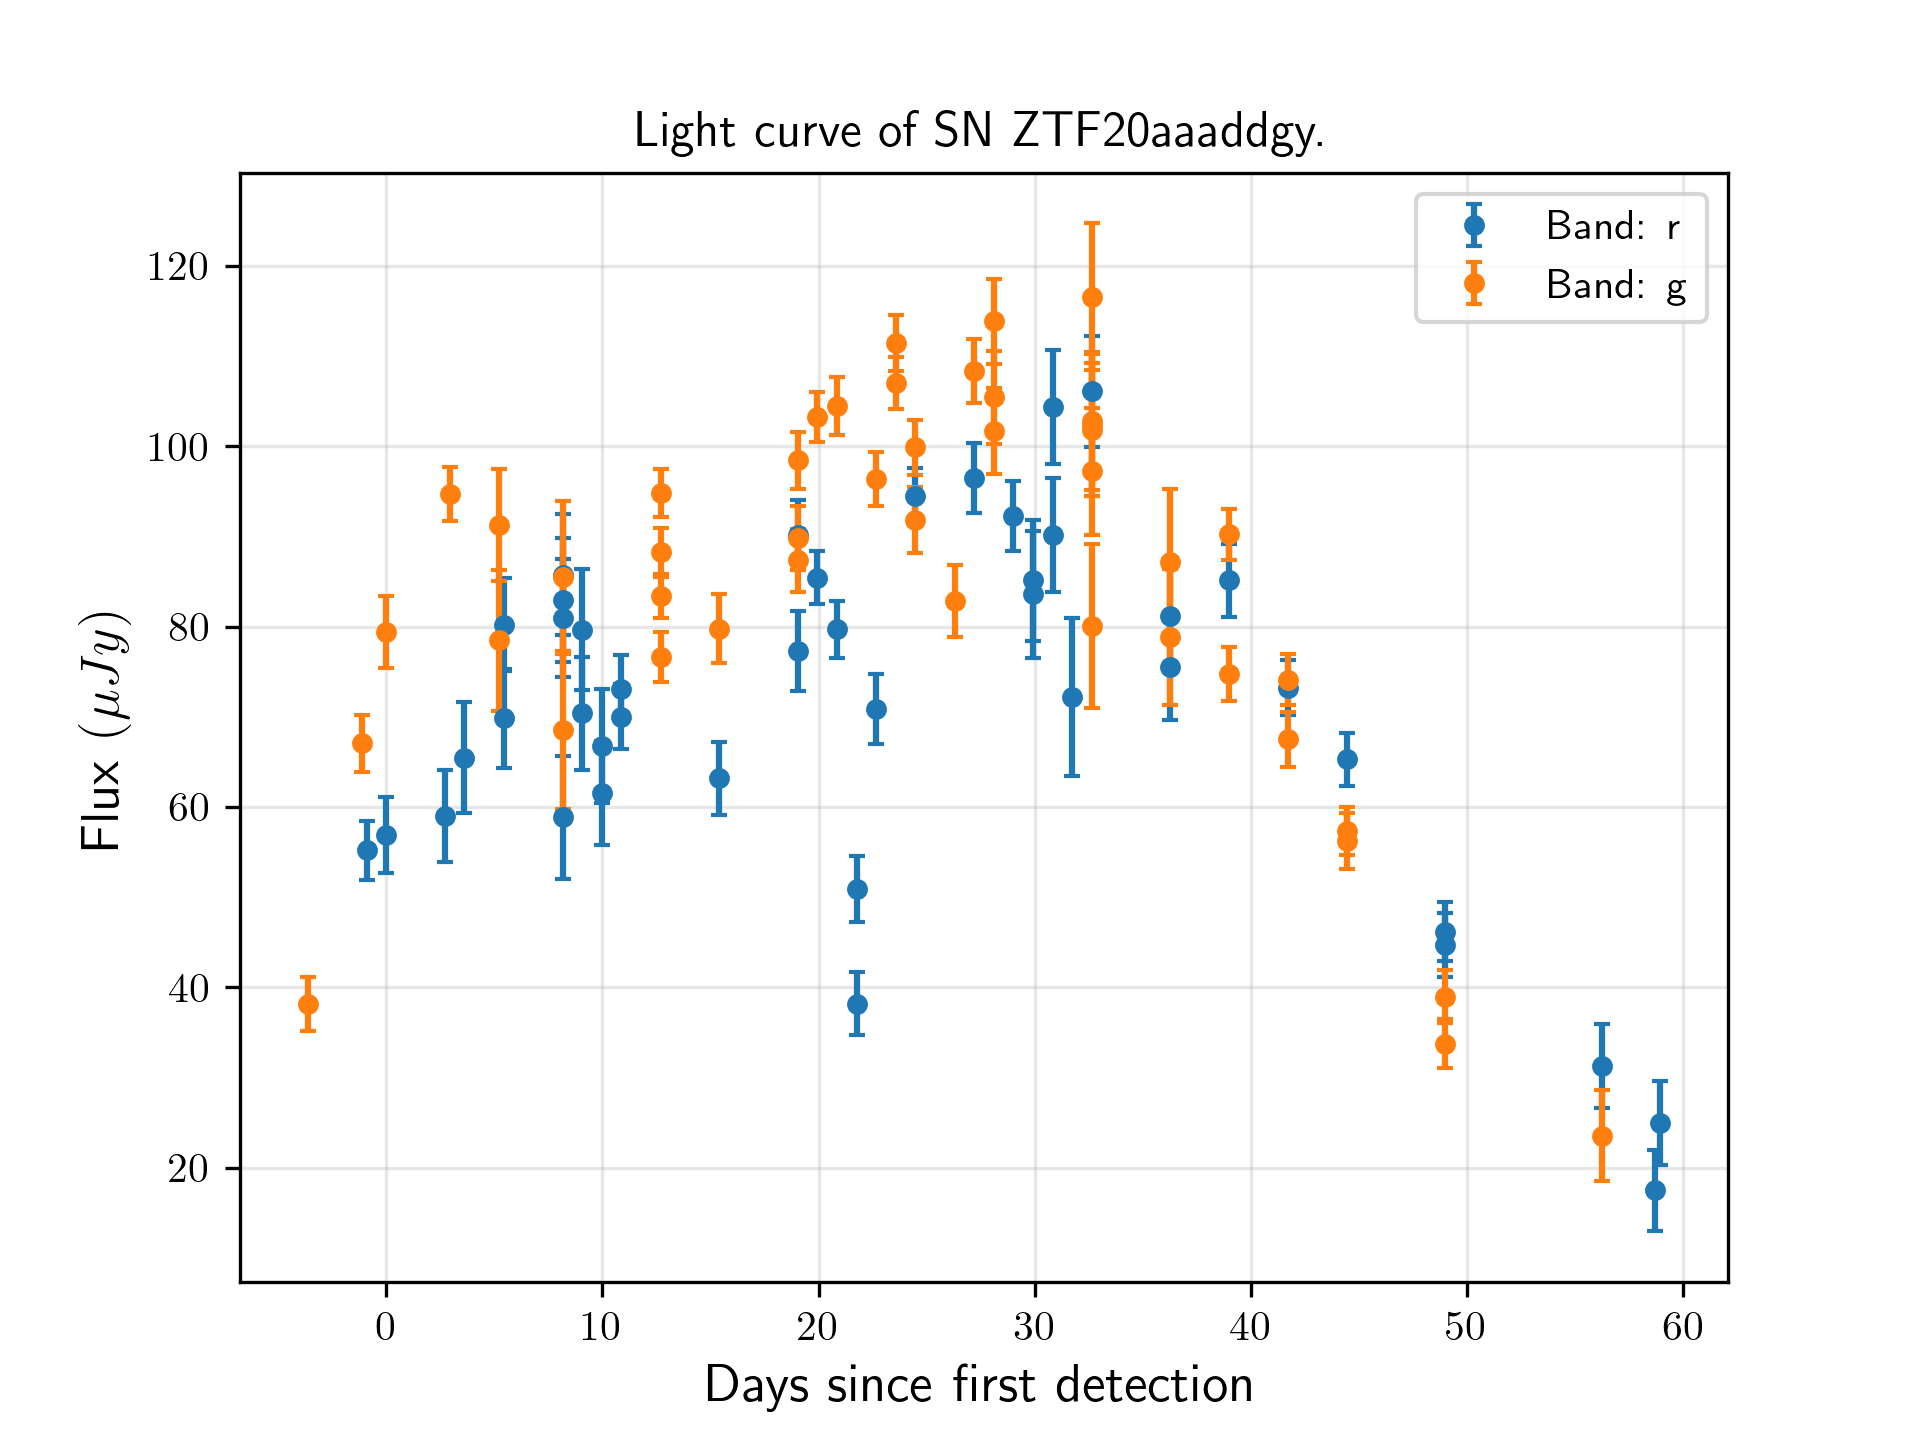 Light curve of SN ZTF20aaaddgy.
Band: r
Band: g
120
100
80
60
40
20
Flux (μJy)
0 10 20 30 40 50 60
Days since first detection